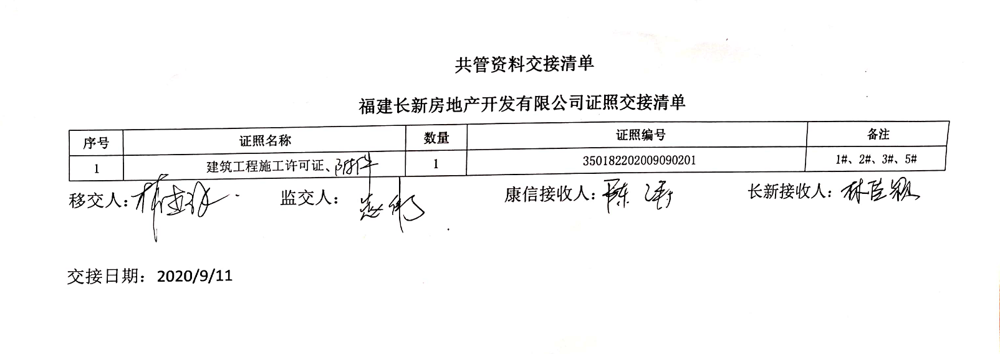 共管资料交接清单
福建长新房地产开发有限公司证照交接清单
序号 证照名称 数量 证照编号 备注
1 建筑工程施工许可证、附件 1 350182202009090201 1#、2#、3#、5#
移交人： 监交人： 康信接收人：陈 长新接收人：林
交接日期：2020/9/11